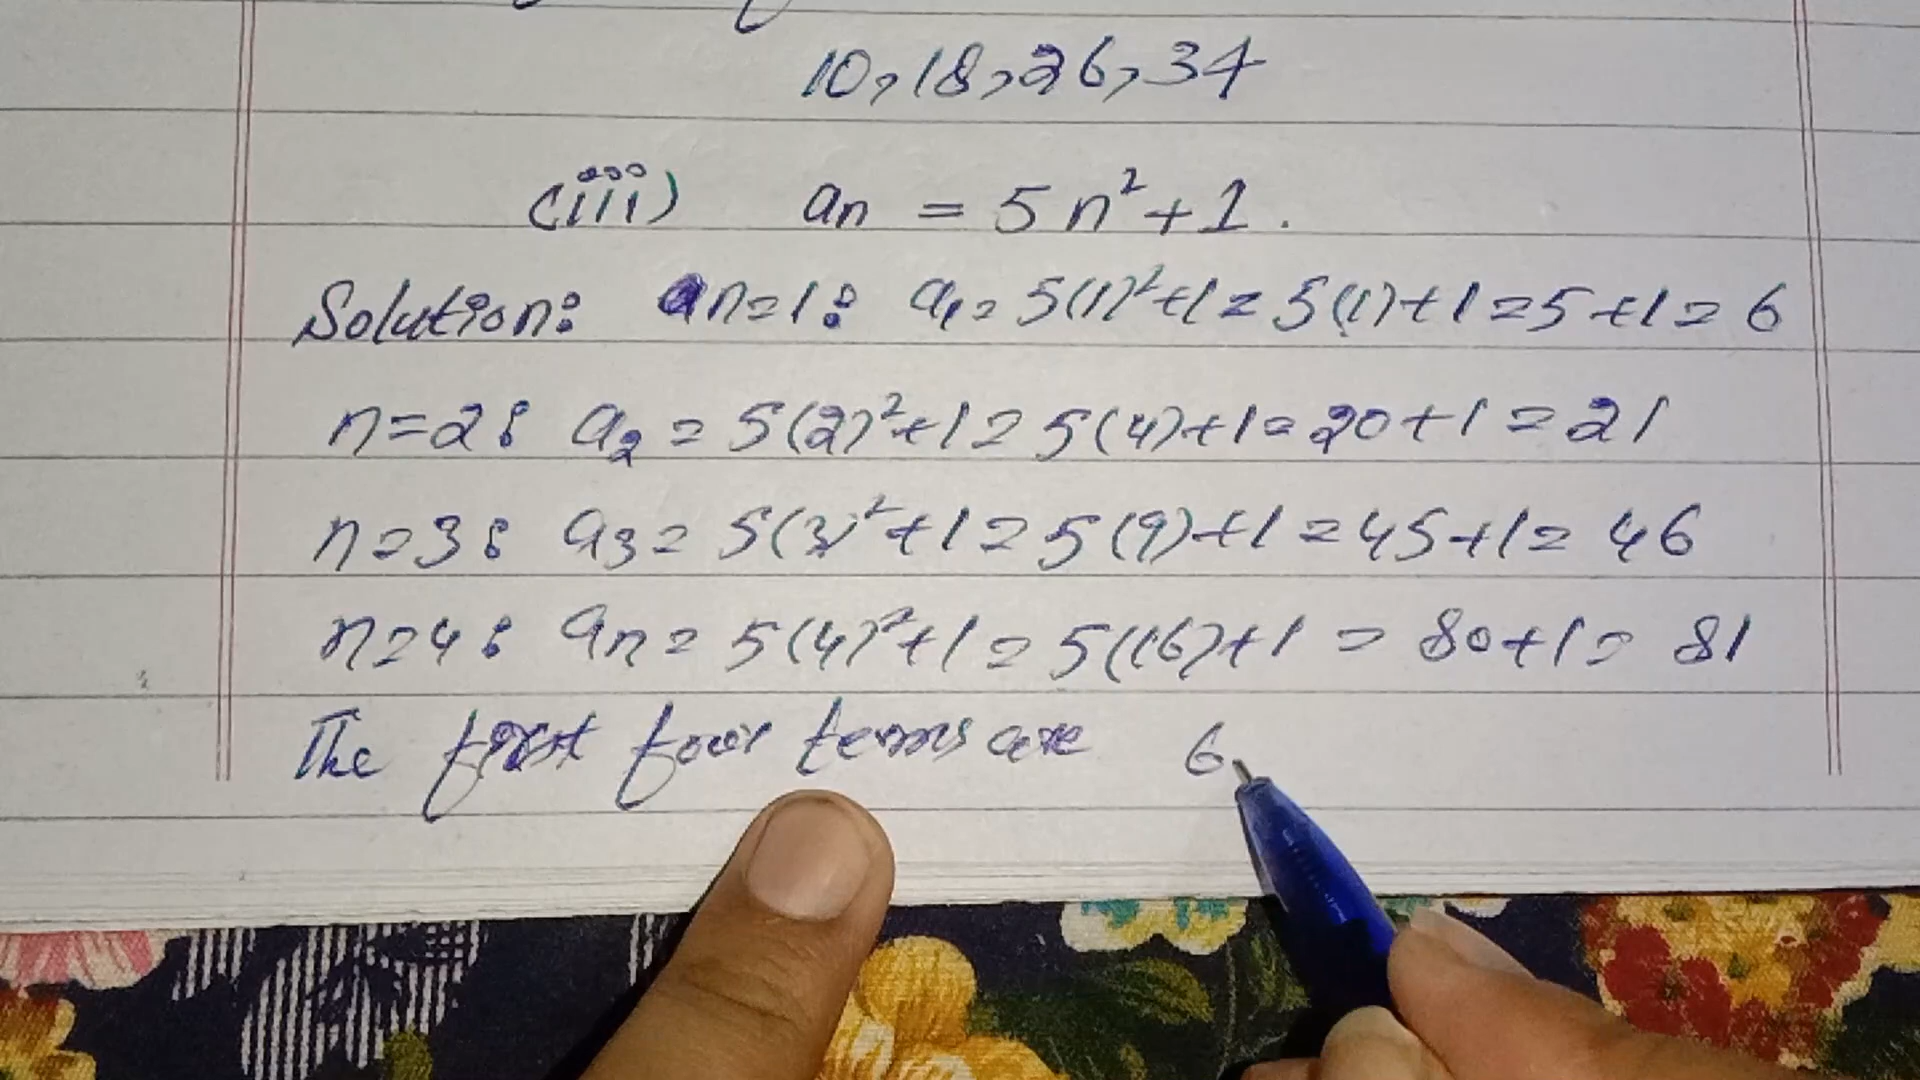 10, 18, 26, 34
(iii) an = 5n²+1.
Solution: n=1: a1 = 5(1)²+1 = 5(1)+1 = 5+1 = 6
n=2: a2 = 5(2)²+1 = 5(4)+1 = 20+1 = 21
n=3: a3 = 5(3)²+1 = 5(9)+1 = 45+1 = 46
n=4: an = 5(4)²+1 = 5(16)+1 = 80+1 = 81
The first four terms are 6